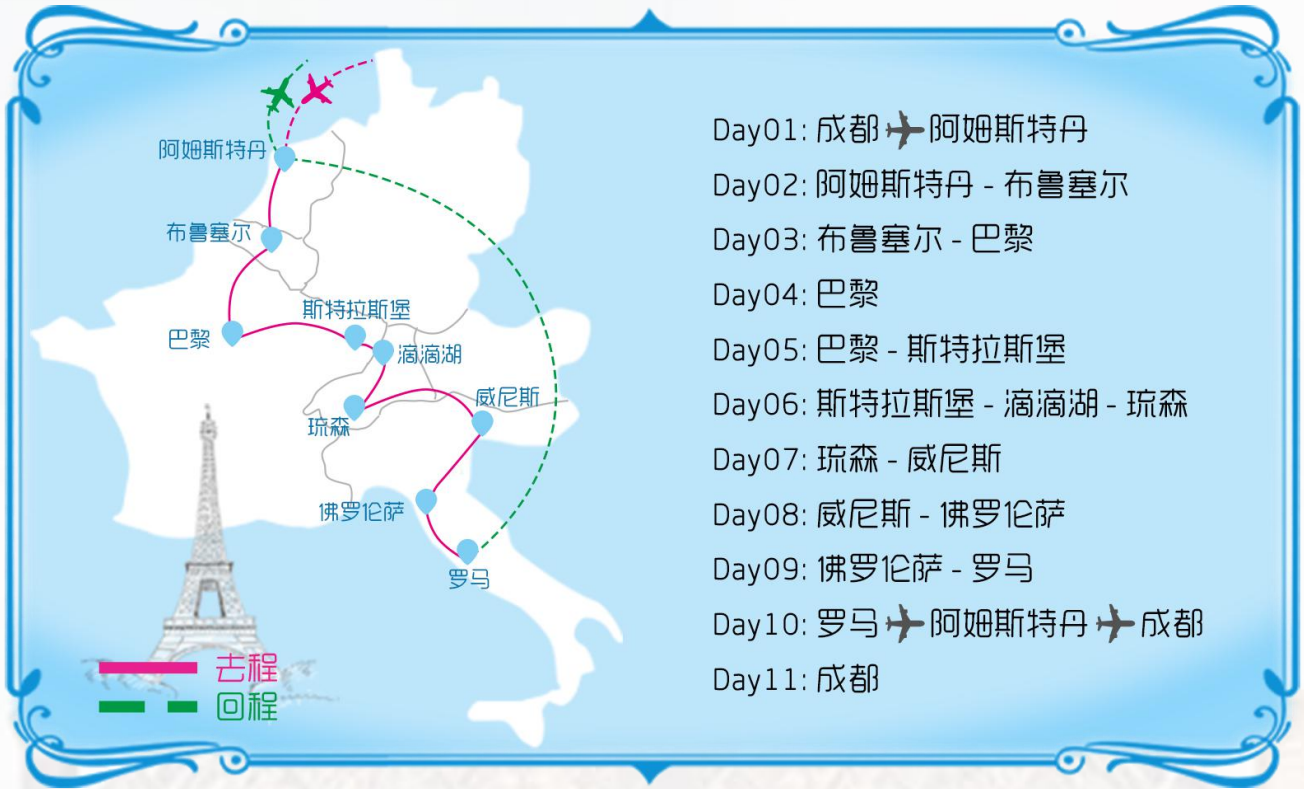 阿姆斯特丹
布鲁塞尔
斯特拉斯堡
巴黎
滴滴湖
威尼斯
琉森
佛罗伦萨
罗马
去程
回程
Day01: 成都 阿姆斯特丹
Day02: 阿姆斯特丹 - 布鲁塞尔
Day03: 布鲁塞尔 - 巴黎
Day04: 巴黎
Day05: 巴黎 - 斯特拉斯堡
Day06: 斯特拉斯堡 - 滴滴湖 - 琉森
Day07: 琉森 - 威尼斯
Day08: 威尼斯 - 佛罗伦萨
Day09: 佛罗伦萨 - 罗马
Day10: 罗马 阿姆斯特丹 成都
Day11: 成都